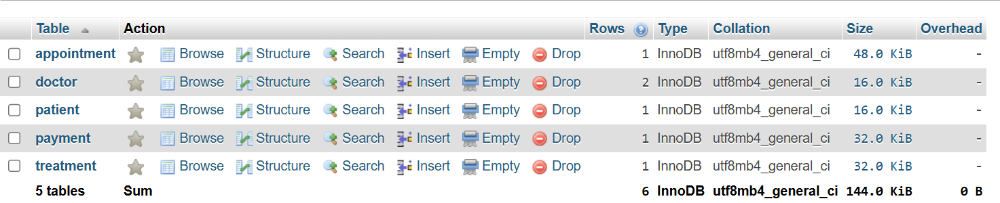 Table Action Rows Type Collation Size Overhead
appointment Browse Structure Search Insert Empty Drop 1 InnoDB utf8mb4_general_ci 48.0 KiB -
doctor Browse Structure Search Insert Empty Drop 2 InnoDB utf8mb4_general_ci 16.0 KiB -
patient Browse Structure Search Insert Empty Drop 1 InnoDB utf8mb4_general_ci 16.0 KiB -
payment Browse Structure Search Insert Empty Drop 1 InnoDB utf8mb4_general_ci 32.0 KiB -
treatment Browse Structure Search Insert Empty Drop 1 InnoDB utf8mb4_general_ci 32.0 KiB -
5 tables Sum 6 InnoDB utf8mb4_general_ci 144.0 KiB 0 B